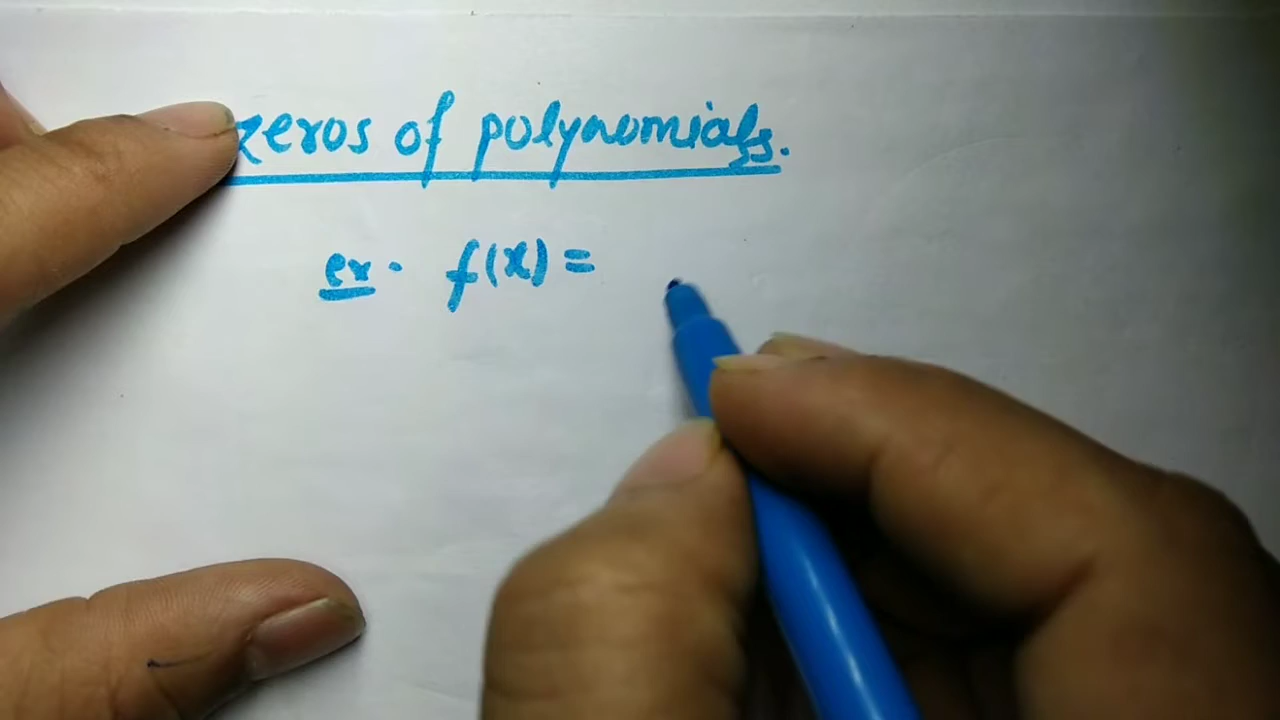 zeros of polynomials.
ex. f(x) =